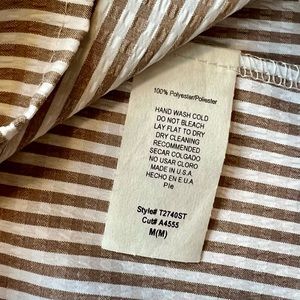 100% Polyester/Poliester
HAND WASH COLD
DO NOT BLEACH
LAY FLAT TO DRY
DRY CLEANING
RECOMMENDED
SECAR COLGADO
NO USAR CLORO
MADE IN U.S.A
HECHO EN E.U.A
Ple
Style# T2740ST
Cut# A4555
M(M)